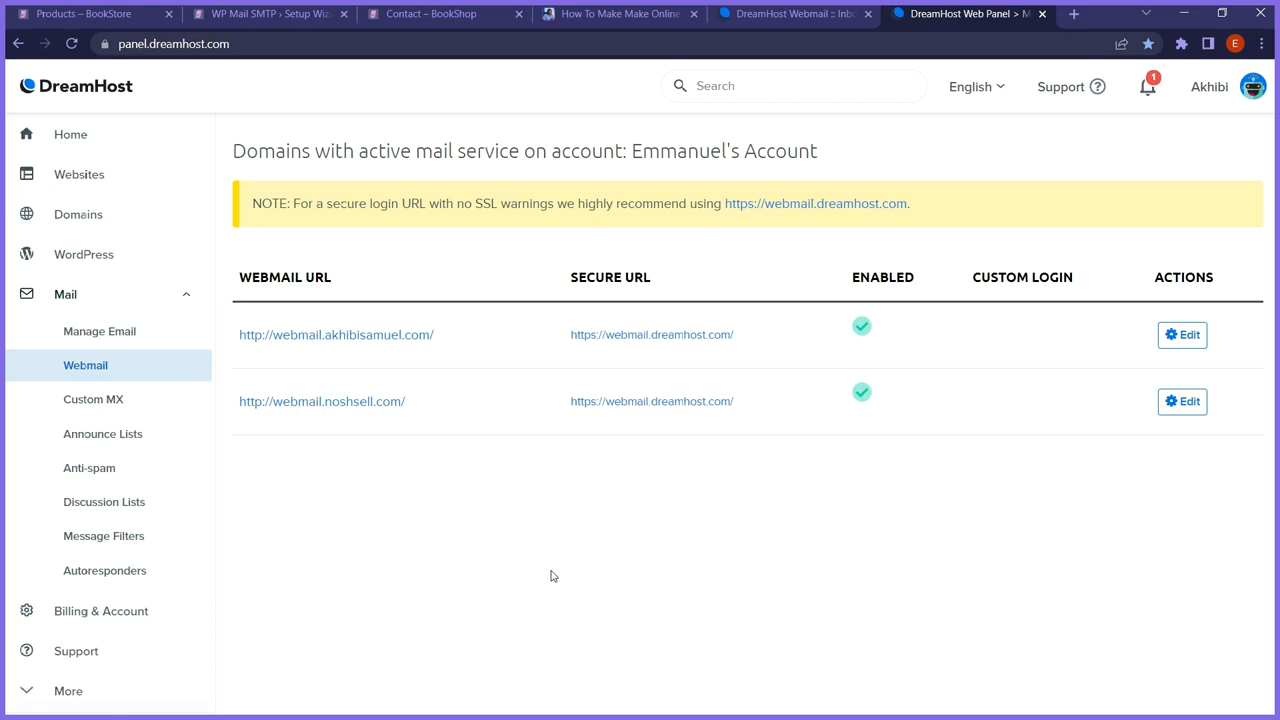 Products – BookStore
WP Mail SMTP › Setup Wiza
Contact – BookShop
How To Make Make Online
DreamHost Webmail :: Inbo
DreamHost Web Panel > M
panel.dreamhost.com
E
DreamHost
Search
English
Support
1
Akhibi
Home
Websites
Domains
WordPress
Mail
Manage Email
Webmail
Custom MX
Announce Lists
Anti-spam
Discussion Lists
Message Filters
Autoresponders
Billing & Account
Support
More
Domains with active mail service on account: Emmanuel's Account
NOTE: For a secure login URL with no SSL warnings we highly recommend using https://webmail.dreamhost.com.
WEBMAIL URL SECURE URL ENABLED CUSTOM LOGIN ACTIONS
http://webmail.akhibisamuel.com/ https://webmail.dreamhost.com/ Edit
http://webmail.noshsell.com/ https://webmail.dreamhost.com/ Edit